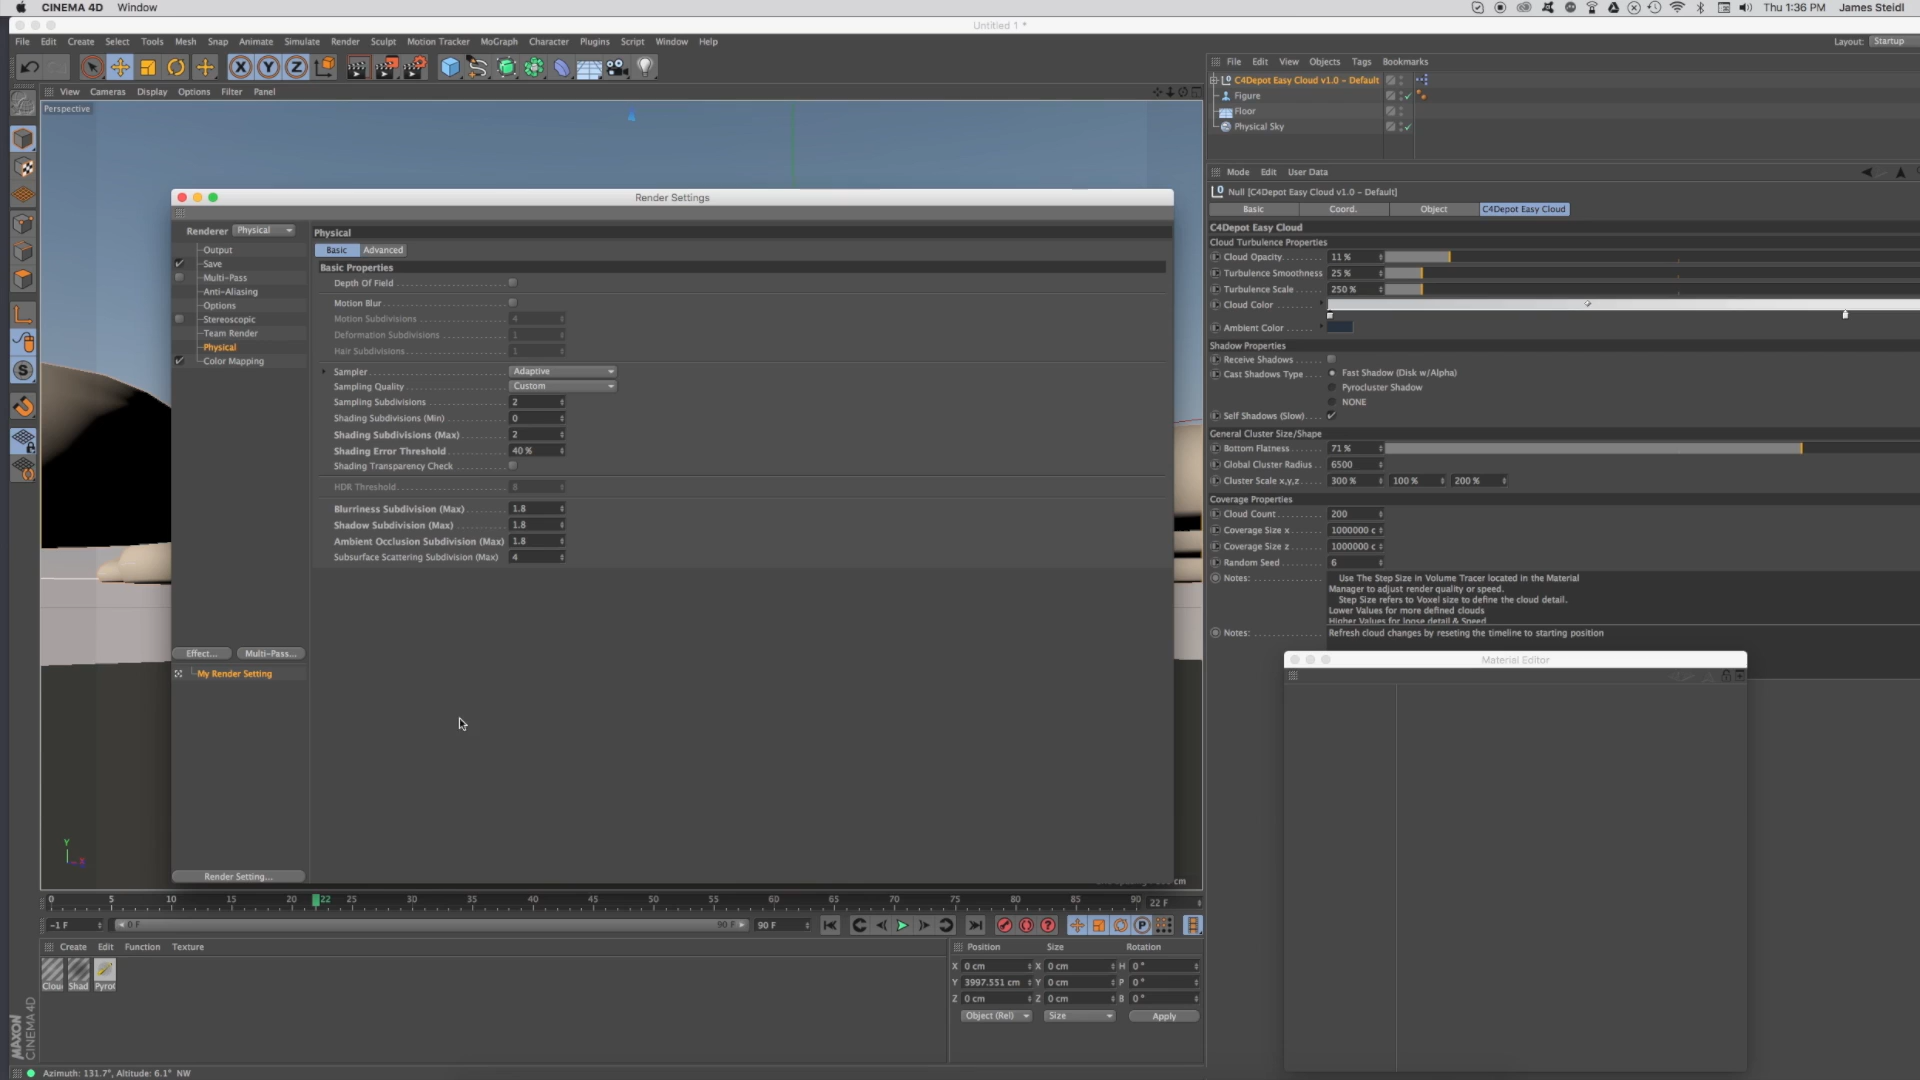 CINEMA 4D Window
Thu 1:36 PM James Steidl
Untitled 1 *
File Edit Create Select Tools Mesh Snap Animate Simulate Render Sculpt Motion Tracker MoGraph Character Plugins Script Window Help
Layout: Startup
View Cameras Display Options Filter Panel
Perspective
File Edit View Objects Tags Bookmarks
C4Depot Easy Cloud v1.0 - Default
Figure
Floor
Physical Sky
Mode Edit User Data
Null [C4Depot Easy Cloud v1.0 - Default]
Basic Coord. Object C4Depot Easy Cloud
C4Depot Easy Cloud
Cloud Turbulence Properties
Cloud Opacity 11 %
Turbulence Smoothness 25 %
Turbulence Scale 250 %
Cloud Color
Ambient Color
Shadow Properties
Receive Shadows
Cast Shadows Type Fast Shadow (Disk w/Alpha)
Pyrocluster Shadow
NONE
Self Shadows (Slow)
General Cluster Size/Shape
Bottom Flatness 71 %
Global Cluster Radius 6500
Cluster Scale x,y,z 300 % 100 % 200 %
Coverage Properties
Cloud Count 200
Coverage Size x 1000000 c
Coverage Size z 1000000 c
Random Seed 6
Notes: Use The Step Size in Volume Tracer located in the Material
Manager to adjust render quality or speed.
Step Size refers to Voxel size to define the cloud detail.
Lower Values for more defined clouds
Higher Values for loose detail & Speed
Notes: Refresh cloud changes by reseting the timeline to starting position
Render Settings
Renderer Physical
Output
Save
Multi-Pass
Anti-Aliasing
Options
Stereoscopic
Team Render
Physical
Color Mapping
Effect... Multi-Pass...
My Render Setting
Render Setting...
Physical
Basic Advanced
Basic Properties
Depth Of Field
Motion Blur
Motion Subdivisions 4
Deformation Subdivisions 1
Hair Subdivisions 1
Sampler Adaptive
Sampling Quality Custom
Sampling Subdivisions 2
Shading Subdivisions (Min) 0
Shading Subdivisions (Max) 2
Shading Error Threshold 40 %
Shading Transparency Check
HDR Threshold 8
Blurriness Subdivision (Max) 1.8
Shadow Subdivision (Max) 1.8
Ambient Occlusion Subdivision (Max) 1.8
Subsurface Scattering Subdivision (Max) 4
Material Editor
Y
X
0 5 10 15 20 22 25 30 35 40 45 50 55 60 65 70 75 80 85 90 22 F
-1 F 0 F 90 F 90 F
Create Edit Function Texture
Clou Shad Pyro
Position Size Rotation
X 0 cm X 0 cm H 0 °
Y 3997.551 cm Y 0 cm P 0 °
Z 0 cm Z 0 cm B 0 °
Object (Rel) Size Apply
MAXON
CINEMA 4D
Azimuth: 131.7°, Altitude: 6.1° NW